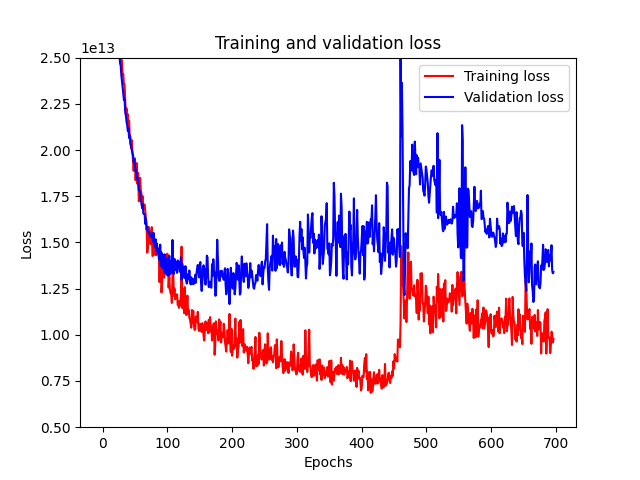 Training and validation loss
1e13
Training loss
Validation loss
2.50
2.25
2.00
1.75
1.50
1.25
1.00
0.75
0.50
Loss
0 100 200 300 400 500 600 700
Epochs